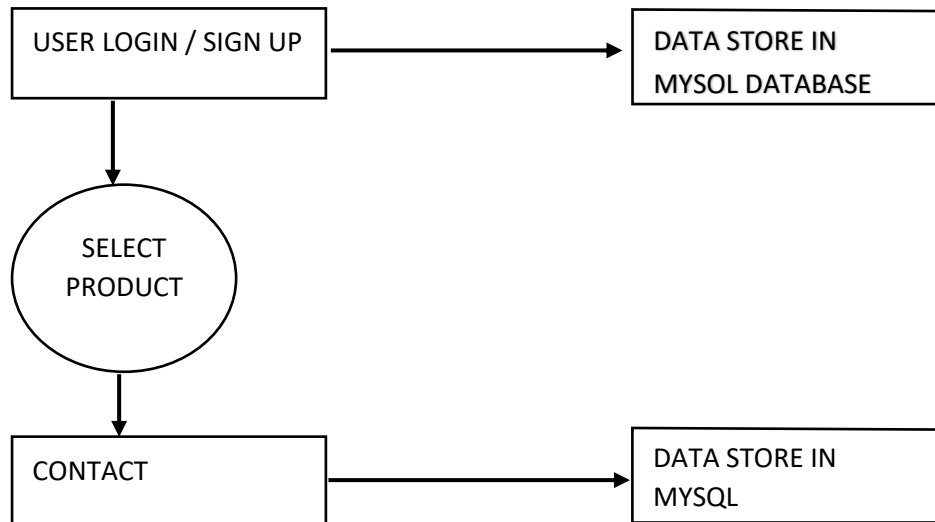 USER LOGIN / SIGN UP
DATA STORE IN
MYSOL DATABASE
SELECT
PRODUCT
CONTACT
DATA STORE IN
MYSQL